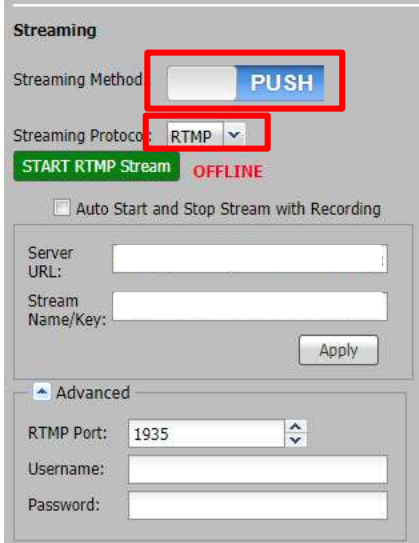 Streaming
Streaming Method
PUSH
Streaming Protocol:
RTMP
START RTMP Stream
OFFLINE
Auto Start and Stop Stream with Recording
Server
URL:
Stream
Name/Key:
Apply
Advanced
RTMP Port:
1935
Username:
Password: